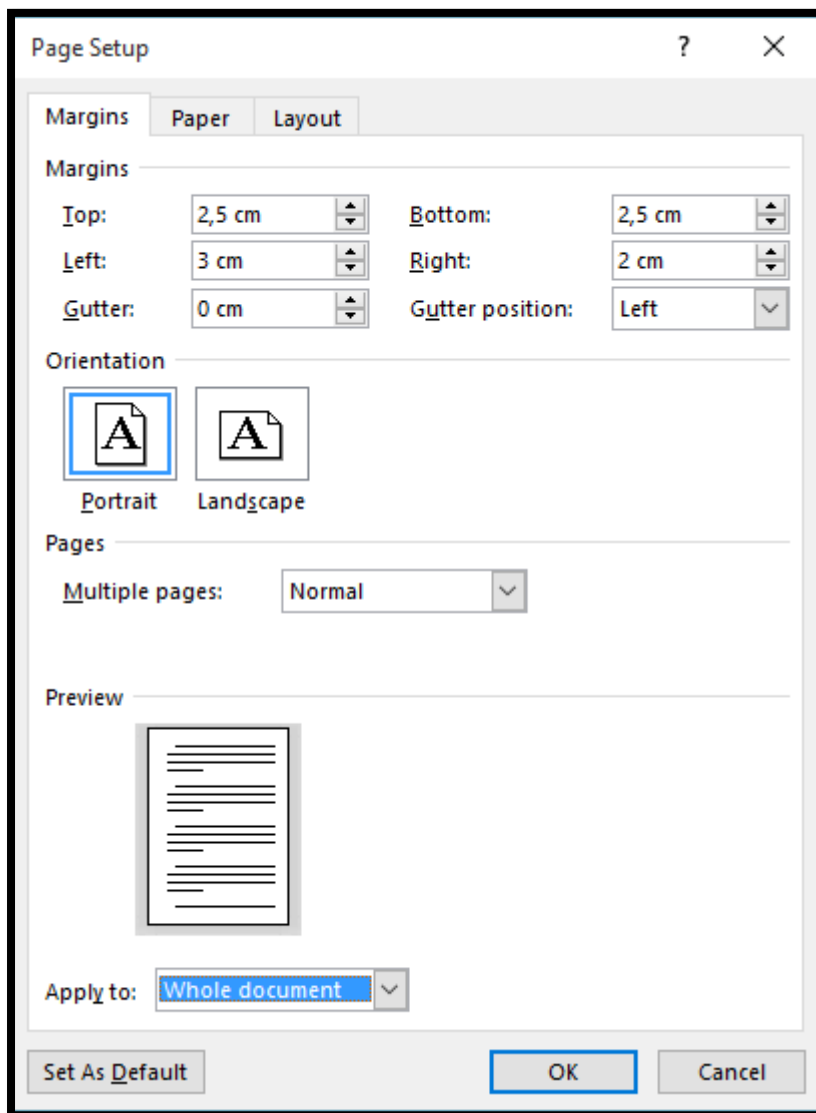 Page Setup ?
Margins Paper Layout
Margins
Top: 2,5 cm Bottom: 2,5 cm
Left: 3 cm Right: 2 cm
Gutter: 0 cm Gutter position: Left
Orientation
A A
Portrait Landscape
Pages
Multiple pages: Normal
Preview
Apply to: Whole document
Set As Default OK Cancel